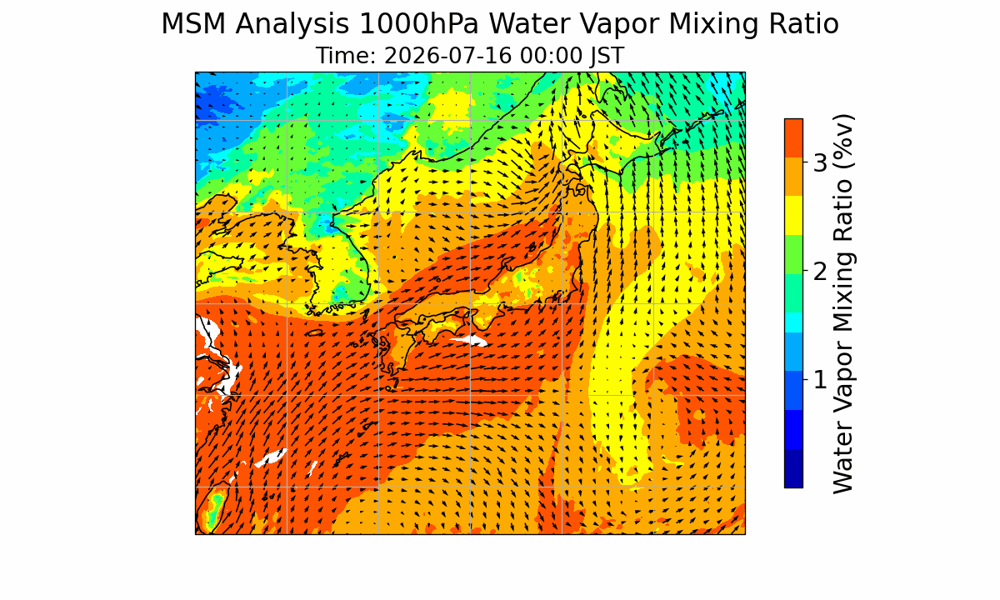 MSM Analysis 1000hPa Water Vapor Mixing Ratio
Time: 2026-07-16 00:00 JST
3
2
1
Water Vapor Mixing Ratio (%v)